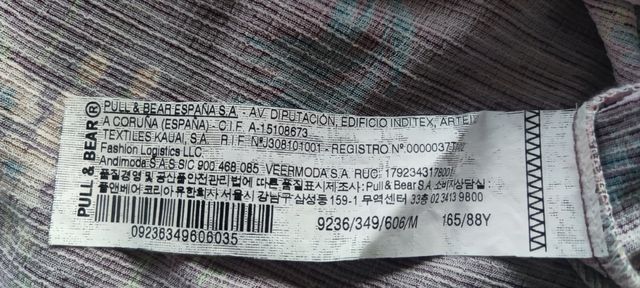 PULL & BEAR®
PULL & BEAR ESPAÑA S.A. - AV. DIPUTACIÓN, EDIFICIO INDITEX, ARTEIX
A CORUÑA (ESPAÑA) - C.I.F. A-15108673
TEXTILES KAUAI, S.A. R.I.F. Nº J308101001 - REGISTRO Nº
Fashion Logistics LLC
Andimoda S.A S SIC 900 468 085 VEERMODA S.A. RUC:
품질경영 및 공산품안전관리법에 따른 품질표시제조사: Pull & Bear S.A 소비자상담실:
풀앤베어 코리아 유한회사 서울시 강남구 삼성동 159-1 무역센터 33층 02 3413 9800
09236349606035
9236/349/606/M 165/88Y